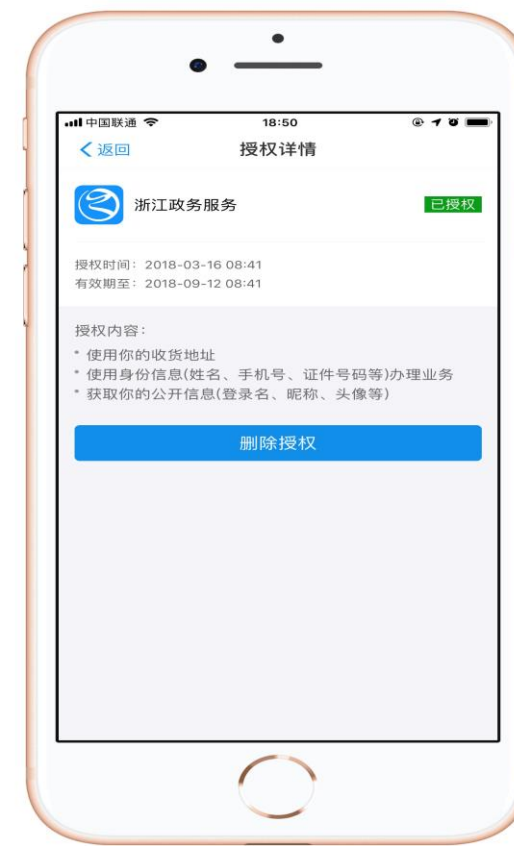 中国联通
18:50
返回
授权详情
浙江政务服务
已授权
授权时间：2018-03-16 08:41
有效期至：2018-09-12 08:41
授权内容：
* 使用你的收货地址
* 使用身份信息(姓名、手机号、证件号码等)办理业务
* 获取你的公开信息(登录名、昵称、头像等)
删除授权